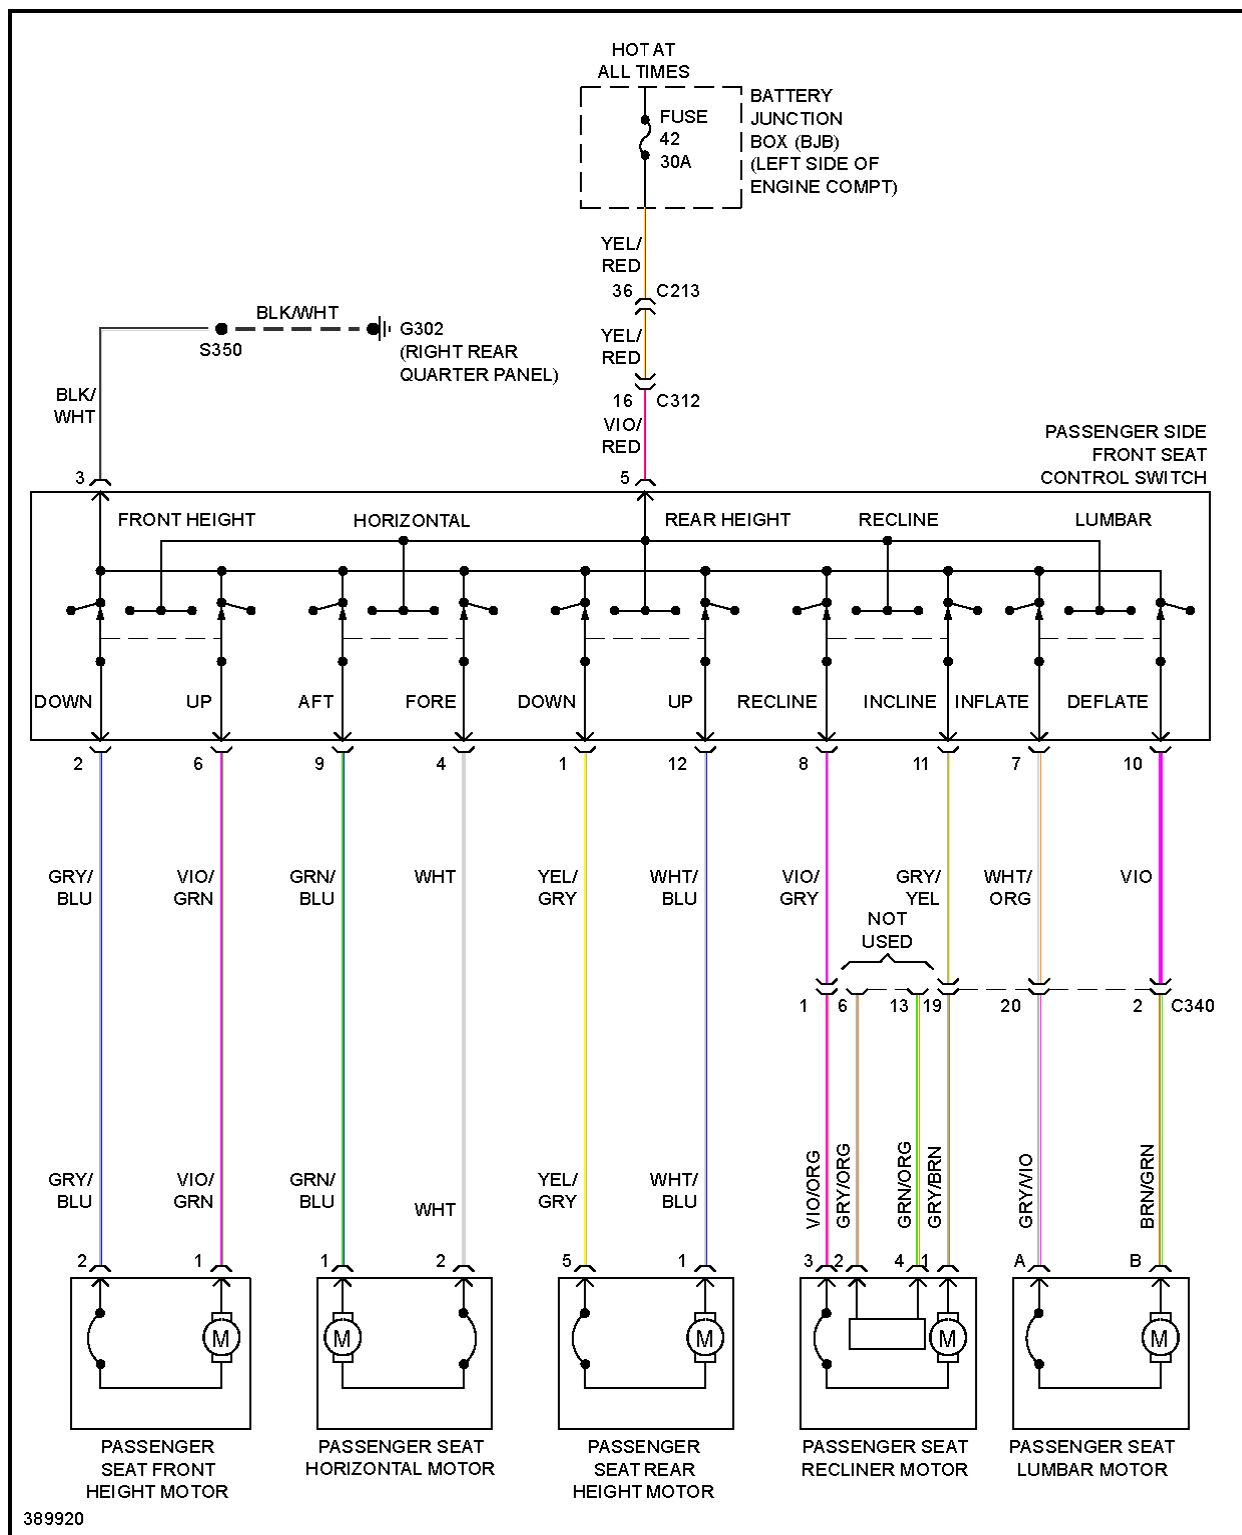 HOT AT
ALL TIMES
BATTERY
JUNCTION
BOX (BJB)
(LEFT SIDE OF
ENGINE COMPT)
FUSE
42
30A
YEL/
RED
36 C213
YEL/
RED
16 C312
VIO/
RED
BLK/WHT
S350
G302
(RIGHT REAR
QUARTER PANEL)
BLK/
WHT
PASSENGER SIDE
FRONT SEAT
CONTROL SWITCH
3 5
FRONT HEIGHT HORIZONTAL REAR HEIGHT RECLINE LUMBAR
DOWN UP AFT FORE DOWN UP RECLINE INCLINE INFLATE DEFLATE
2 6 9 4 1 12 8 11 7 10
GRY/ VIO/ GRN/ WHT YEL/ WHT/ VIO/ GRY/ WHT/ VIO
BLU GRN BLU GRY BLU GRY YEL ORG
NOT
USED
1 6 13 19 20 2 C340
GRY/ VIO/ GRN/ YEL/ WHT/
BLU GRN BLU WHT GRY BLU
VIO/ORG GRY/ORG GRN/ORG GRY/BRN GRY/VIO BRN/GRN
2 1 1 2 5 1 3 2 4 1 A B
M M M M M
PASSENGER
SEAT FRONT
HEIGHT MOTOR
PASSENGER SEAT
HORIZONTAL MOTOR
PASSENGER
SEAT REAR
HEIGHT MOTOR
PASSENGER SEAT
RECLINER MOTOR
PASSENGER SEAT
LUMBAR MOTOR
389920